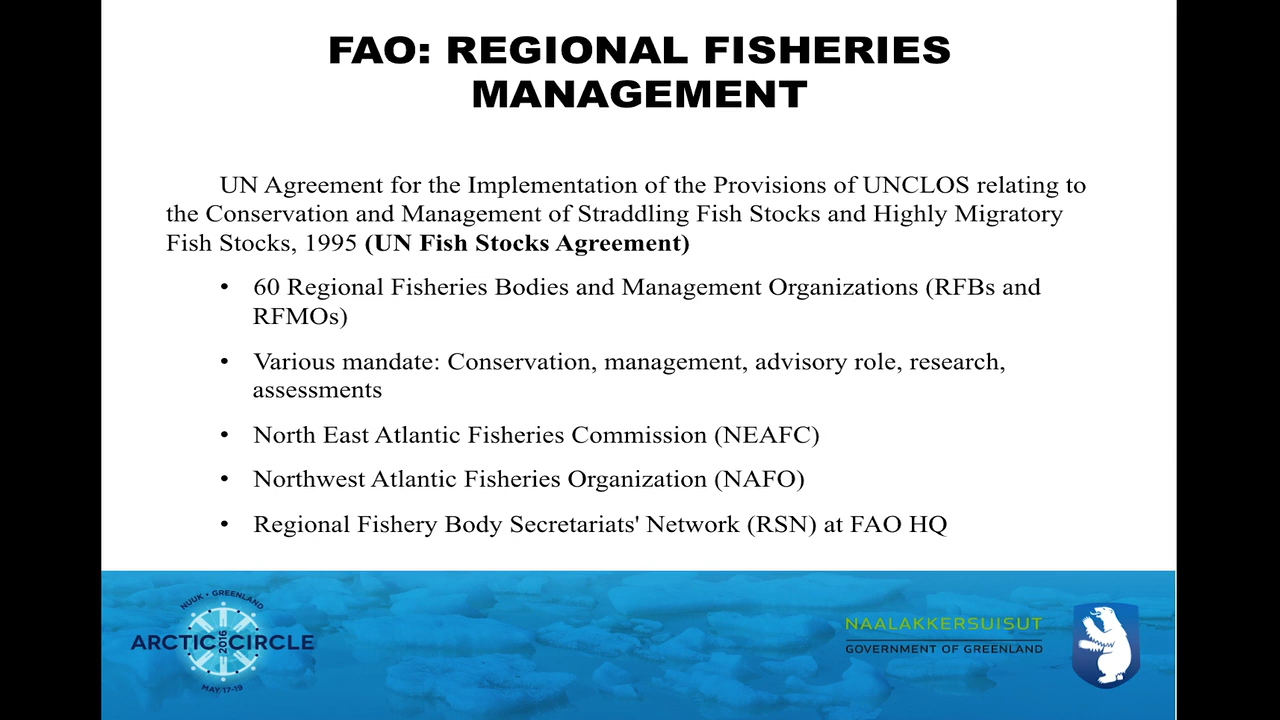 FAO: REGIONAL FISHERIES
MANAGEMENT
UN Agreement for the Implementation of the Provisions of UNCLOS relating to
the Conservation and Management of Straddling Fish Stocks and Highly Migratory
Fish Stocks, 1995 (UN Fish Stocks Agreement)
• 60 Regional Fisheries Bodies and Management Organizations (RFBs and
RFMOs)
• Various mandate: Conservation, management, advisory role, research,
assessments
• North East Atlantic Fisheries Commission (NEAFC)
• Northwest Atlantic Fisheries Organization (NAFO)
• Regional Fishery Body Secretariats' Network (RSN) at FAO HQ
NUUK • GREENLAND
ARCTIC 2016 CIRCLE
MAY 17-19
NAALAKKERSUISUT
GOVERNMENT OF GREENLAND